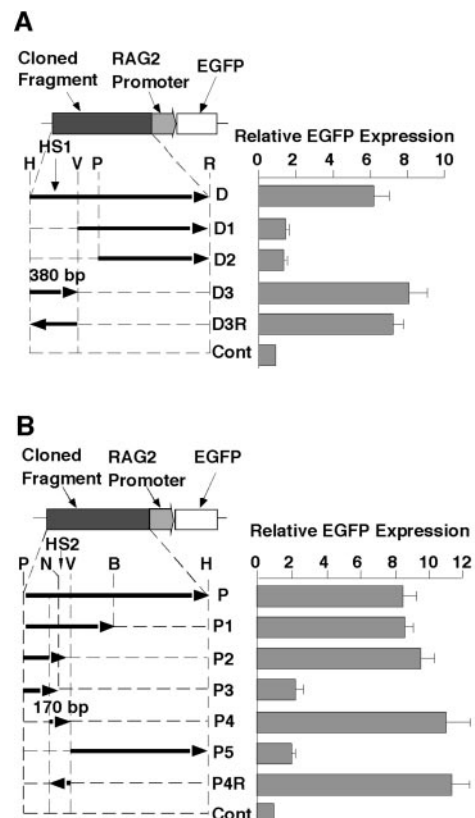 A
Cloned Fragment
RAG2 Promoter
EGFP
Relative EGFP Expression
HS1
H V P R
0 2 4 6 8 10
D
D1
D2
380 bp
D3
D3R
Cont
B
Cloned Fragment
RAG2 Promoter
EGFP
Relative EGFP Expression
HS2
P N V B H
0 2 4 6 8 10 12
P
P1
P2
P3
170 bp
P4
P5
P4R
Cont